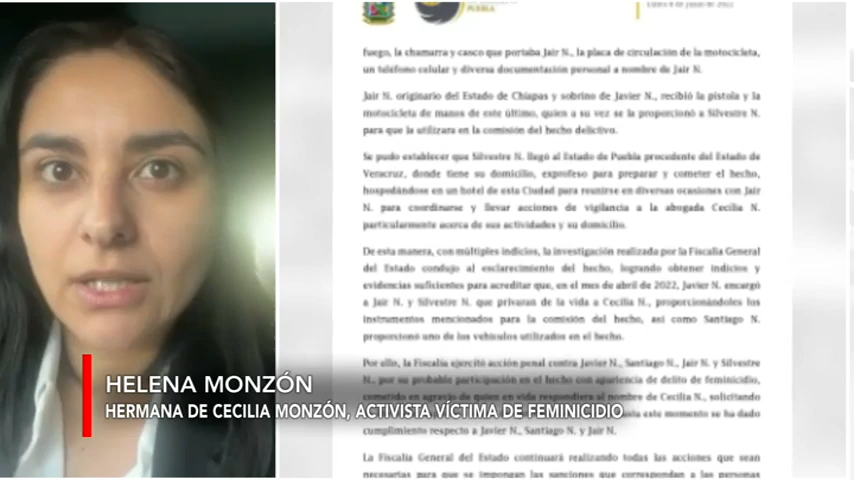 PUEBLA
fuego, la chamarra y casco que portaba Jair N., la placa de circulación de la motocicleta,
un teléfono celular y diversa documentación personal a nombre de Jair N.
Jair N. originario del Estado de Chiapas y sobrino de Javier N., recibió la pistola y la
motocicleta de manos de este último, quien a su vez se la proporcionó a Silvestre N.
para que la utilizara en la comisión del hecho delictivo.
Se pudo establecer que Silvestre N. llegó al Estado de Puebla procedente del Estado de
Veracruz, donde tiene su domicilio, exprofeso para preparar y cometer el hecho,
hospedándose en un hotel de esta Ciudad para reunirse en diversas ocasiones con Jair
N. para coordinarse y llevar acciones de vigilancia a la abogada Cecilia N.
particularmente acerca de sus actividades y su domicilio.
De esta manera, con múltiples indicios, la investigación realizada por la Fiscalía General
del Estado condujo al esclarecimiento del hecho, logrando obtener indicios y
evidencias suficientes para acreditar que, en el mes de abril de 2022, Javier N. encargó
a Jair N. y Silvestre N. que privaran de la vida a Cecilia N., proporcionándoles los
instrumentos mencionados para la comisión del hecho, así como Santiago N.
proporcionó uno de los vehículos utilizados en el hecho.
Por ello, la Fiscalía ejercitó acción penal contra Javier N., Santiago N., Jair N. y Silvestre
N., por su probable participación en el hecho con apariencia de delito de feminicidio,
cometido en agravio de quien en vida respondiera al nombre de Cecilia N., solicitando
HELENA MONZÓN
HERMANA DE CECILIA MONZÓN, ACTIVISTA VÍCTIMA DE FEMINICIDIO
este momento se ha dado
cumplimiento respecto a Javier N., Santiago N. y Jair N.
La Fiscalía General del Estado continuará realizando todas las acciones que sean
necesarias para que se impongan las sanciones que correspondan a las personas